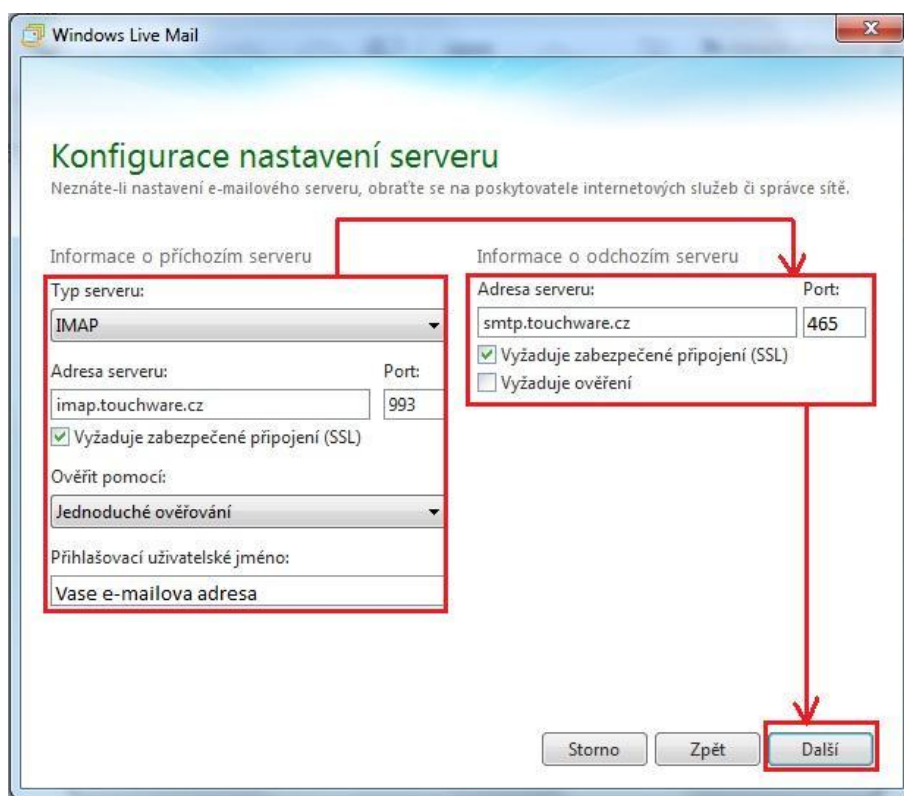 Windows Live Mail
Konfigurace nastavení serveru
Neznáte-li nastavení e-mailového serveru, obraťte se na poskytovatele internetových služeb či správce sítě.
Informace o příchozím serveru
Typ serveru:
IMAP
Adresa serveru: Port:
imap.touchware.cz 993
Vyžaduje zabezpečené připojení (SSL)
Ověřit pomocí:
Jednoduché ověřování
Přihlašovací uživatelské jméno:
Vase e-mailova adresa
Informace o odchozím serveru
Adresa serveru: Port:
smtp.touchware.cz 465
Vyžaduje zabezpečené připojení (SSL)
Vyžaduje ověření
Storno Zpět Další